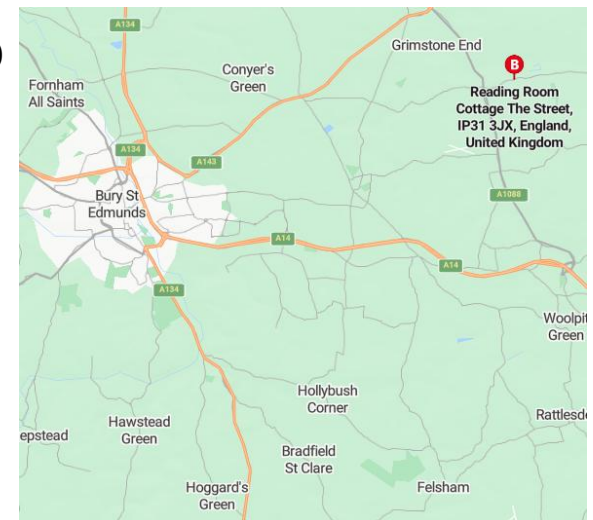 )
A134
Grimstone End
B
Conyer's
Green
Reading Room
Cottage The Street,
IP31 3JX, England,
United Kingdom
Fornham
All Saints
A134
A143
Bury St
Edmunds
A1088
A14
A14
A134
Woolpit
Green
Hollybush
Corner
Rattlesde
epstead
Hawstead
Green
Bradfield
St Clare
Hoggard's
Green
Felsham